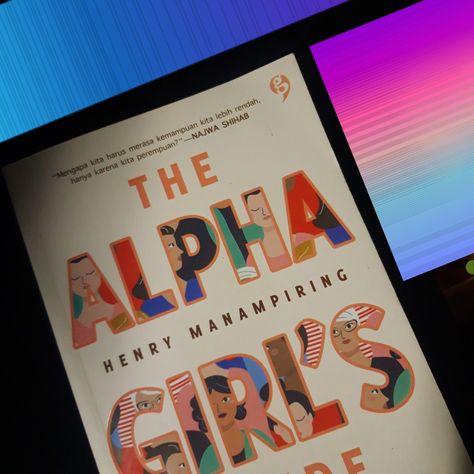 "Mengapa kita harus merasa kemampuan kita lebih rendah,
hanya karena kita perempuan?"—NAJWA SHIHAB
THE
ALPHA
HENRY MANAMPIRING
GIRL'S